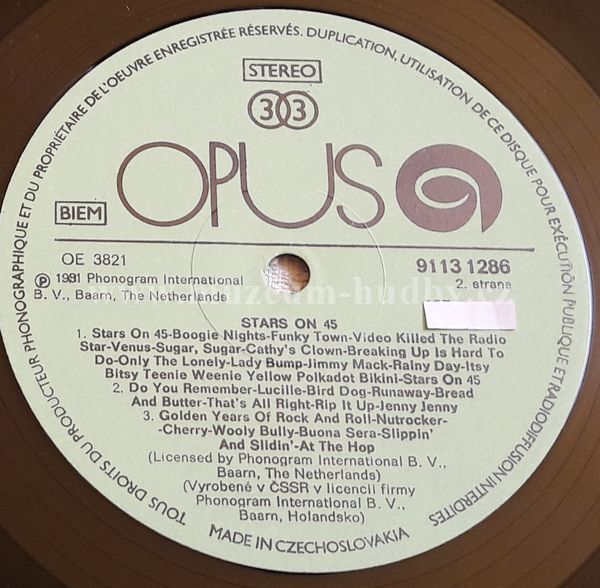 TOUS DROITS DU PRODUCTEUR PHONOGRAPHIQUE ET DU PROPRIÉTAIRE DE L'OEUVRE ENREGISTRÉE RÉSERVÉS. DUPLICATION, UTILISATION DE CE DISQUE POUR EXÉCUTION PUBLIQUE ET RADIODIFFUSION INTERDITES
STEREO
33
OPUS
BIEM
OE 3821
9113 1286
℗ 1981 Phonogram International
B. V., Baarn, The Netherlands
2. strana
STARS ON 45
1. Stars On 45-Boogie Nights-Funky Town-Video Killed The Radio
Star-Venus-Sugar, Sugar-Cathy's Clown-Breaking Up Is Hard To
Do-Only The Lonely-Lady Bump-Jimmy Mack-Rainy Day-Itsy
Bitsy Teenie Weenie Yellow Polkadot Bikini-Stars On 45
2. Do You Remember-Lucille-Bird Dog-Runaway-Bread
And Butter-That's All Right-Rip It Up-Jenny Jenny
3. Golden Years Of Rock And Roll-Nutrocker-
-Cherry-Wooly Bully-Buona Sera-Slippin'
And Slidin'-At The Hop
(Licensed by Phonogram International B. V.,
Baarn, The Netherlands)
(Vyrobené v ČSSR v licencii firmy
Phonogram International B. V.,
Baarn, Holandsko)
MADE IN CZECHOSLOVAKIA